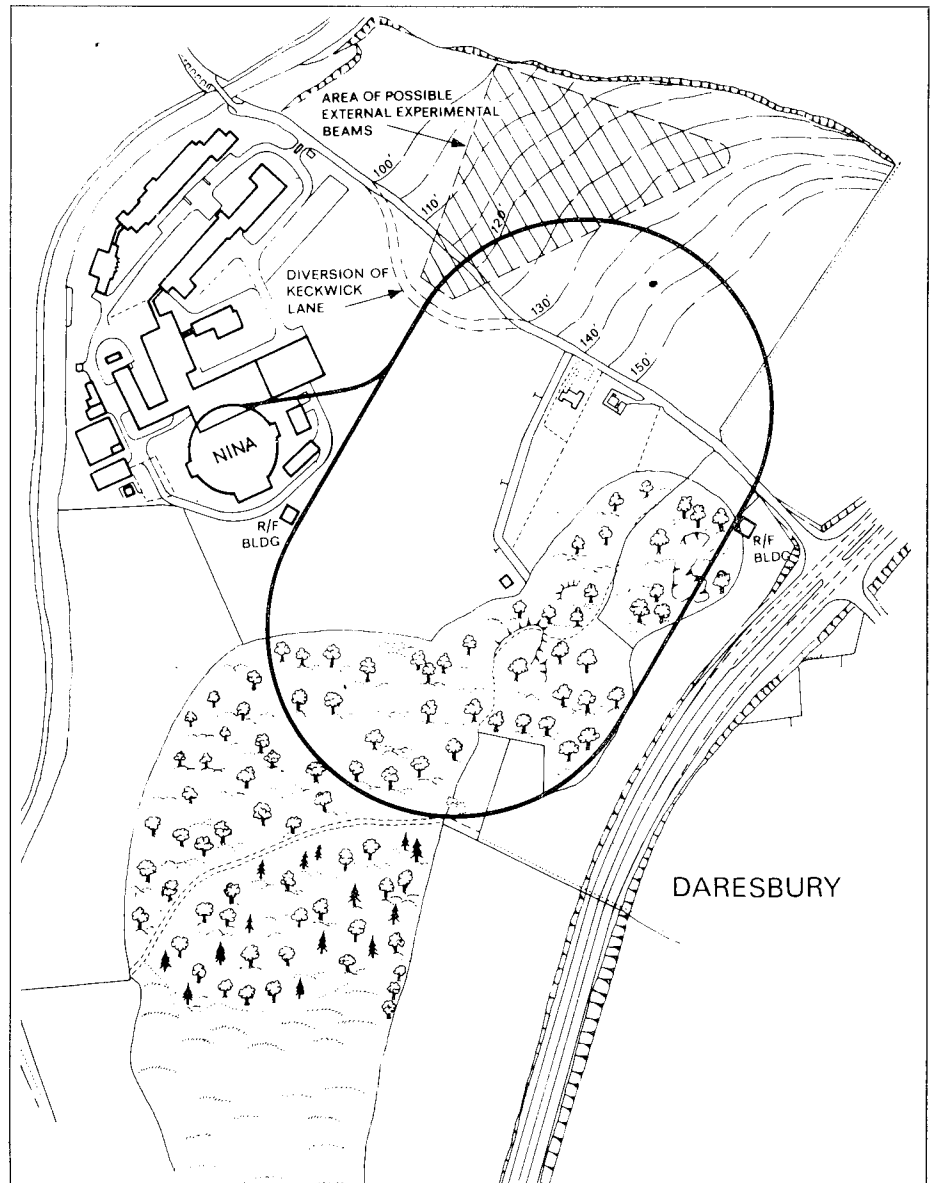 AREA OF POSSIBLE
EXTERNAL EXPERIMENTAL
BEAMS
100'
110'
120'
DIVERSION OF
KECKWICK
LANE
130'
140'
150'
NINA
R/F
BLDG
R/F
BLDG
DARESBURY